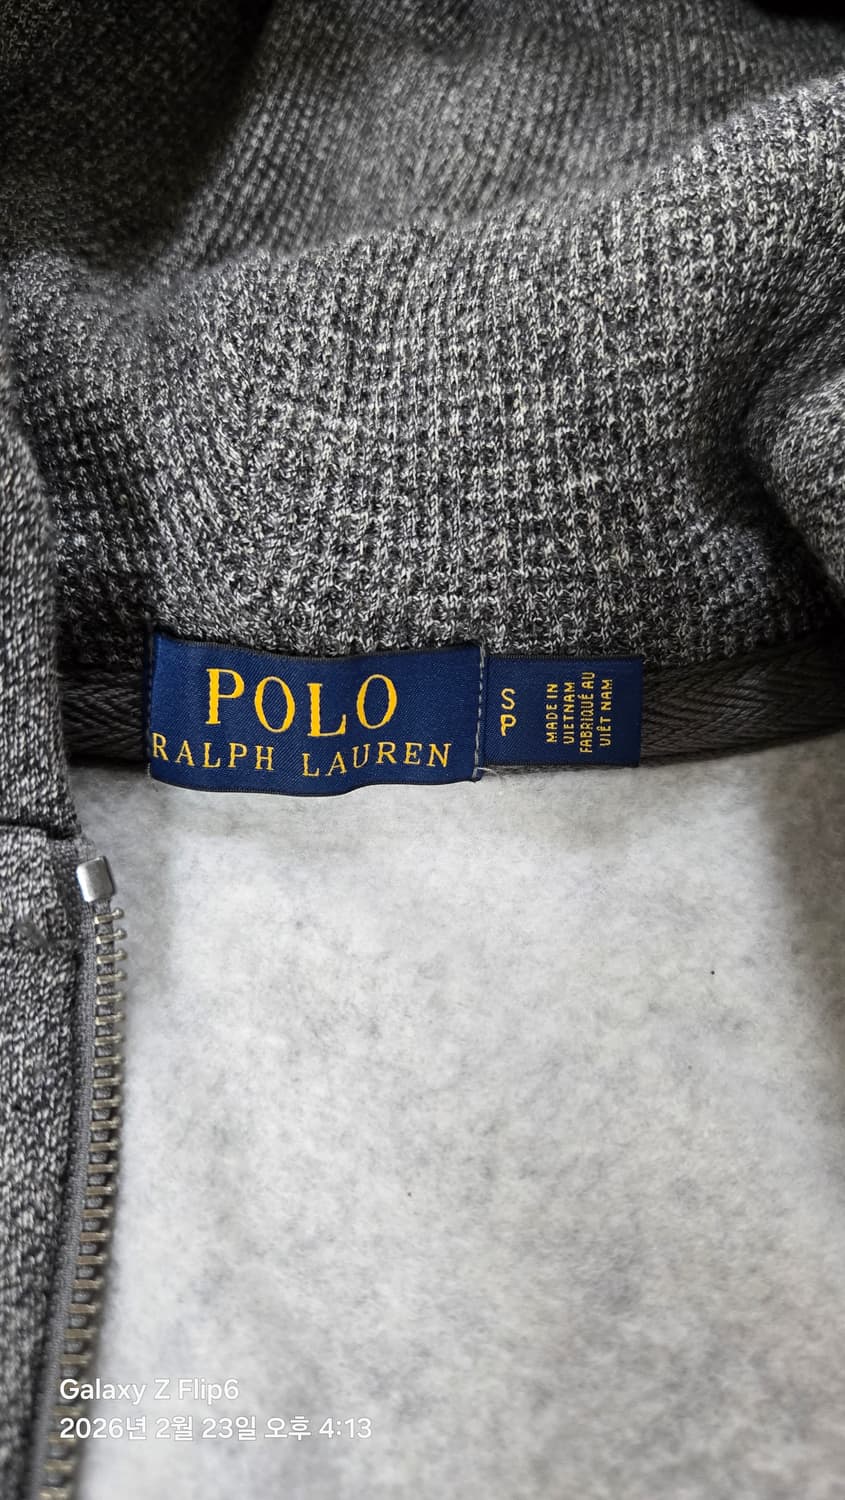 POLO
RALPH LAUREN
S
P
MADE IN
VIETNAM
FABRIQUÉ AU
VIÊT NAM
Galaxy Z Flip6
2026년 2월 23일 오후 4:13